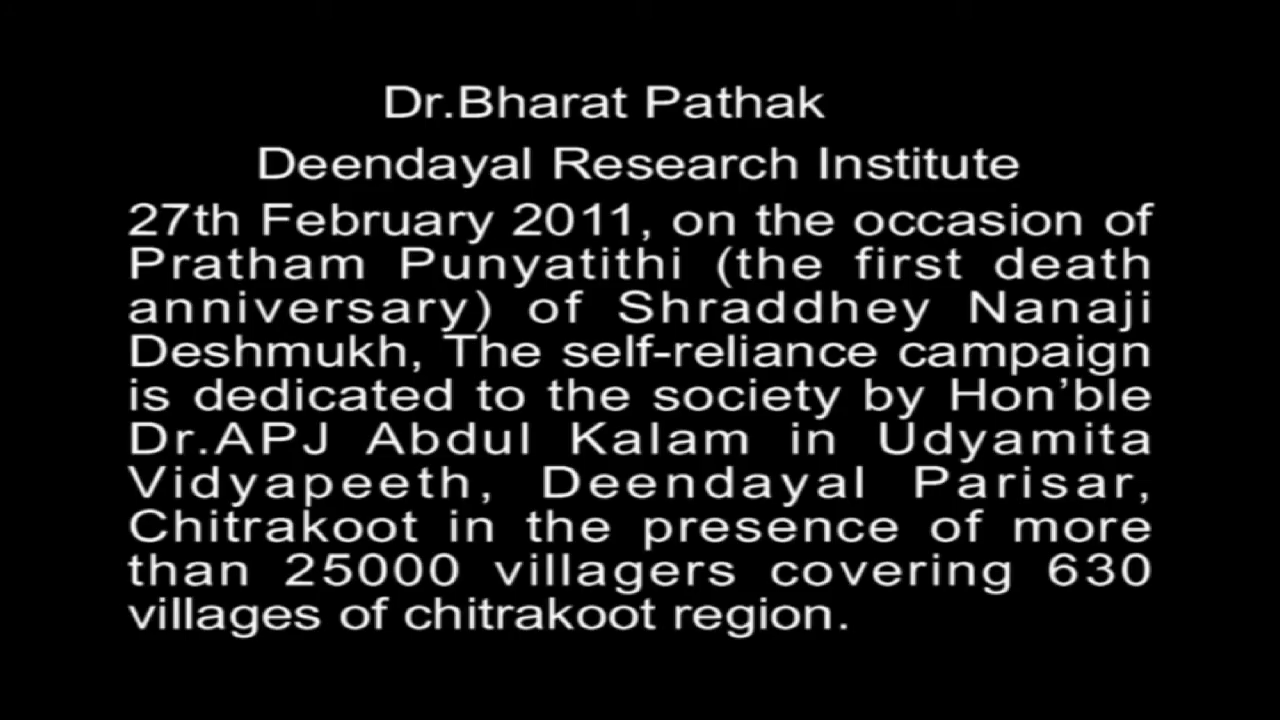 Dr.Bharat Pathak
Deendayal Research Institute
27th February 2011, on the occasion of
Pratham Punyatithi (the first death
anniversary) of Shraddhey Nanaji
Deshmukh, The self-reliance campaign
is dedicated to the society by Hon’ble
Dr.APJ Abdul Kalam in Udyamita
Vidyapeeth, Deendayal Parisar,
Chitrakoot in the presence of more
than 25000 villagers covering 630
villages of chitrakoot region.